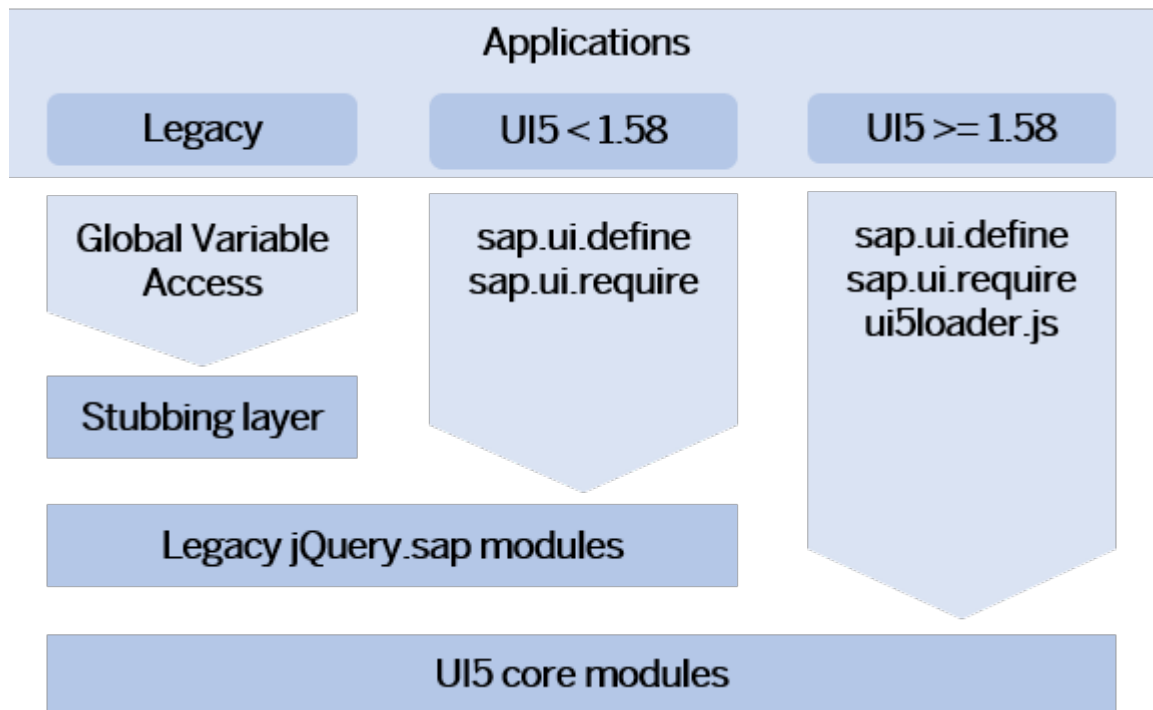 Applications
Legacy
UI5 < 1.58
UI5 >= 1.58
Global Variable
Access
sap.ui.define
sap.ui.require
sap.ui.define
sap.ui.require
ui5loader.js
Stubbing layer
Legacy jQuery.sap modules
UI5 core modules